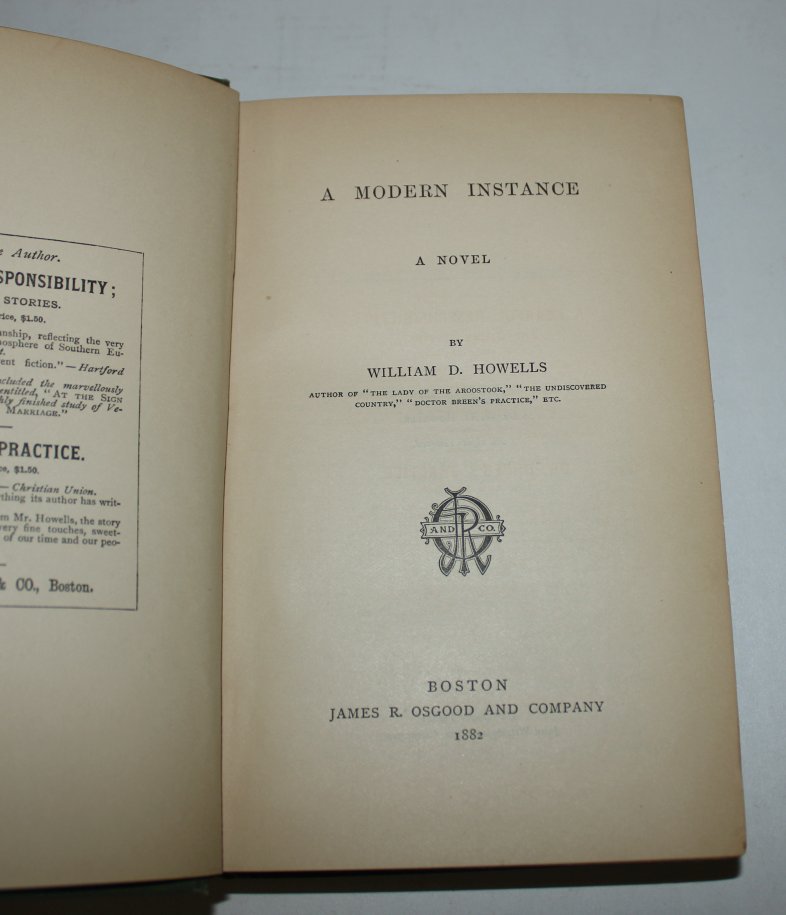 e Author.
SPONSIBILITY;
STORIES.
rice, $1.50.
nship, reflecting the very
osphere of Southern Eu-
t.
ent fiction." — Hartford
cluded the marvellously
entitled, "AT THE SIGN
hly finished study of Ve-
MARRIAGE."
PRACTICE.
ce, $1.50.
— Christian Union.
thing its author has writ-
m Mr. Howells, the story
very fine touches, sweet-
of our time and our peo-
& CO., Boston.
A MODERN INSTANCE
A NOVEL
BY
WILLIAM D. HOWELLS
AUTHOR OF "THE LADY OF THE AROOSTOOK," "THE UNDISCOVERED
COUNTRY," "DOCTOR BREEN'S PRACTICE," ETC.
AND CO.
BOSTON
JAMES R. OSGOOD AND COMPANY
1882